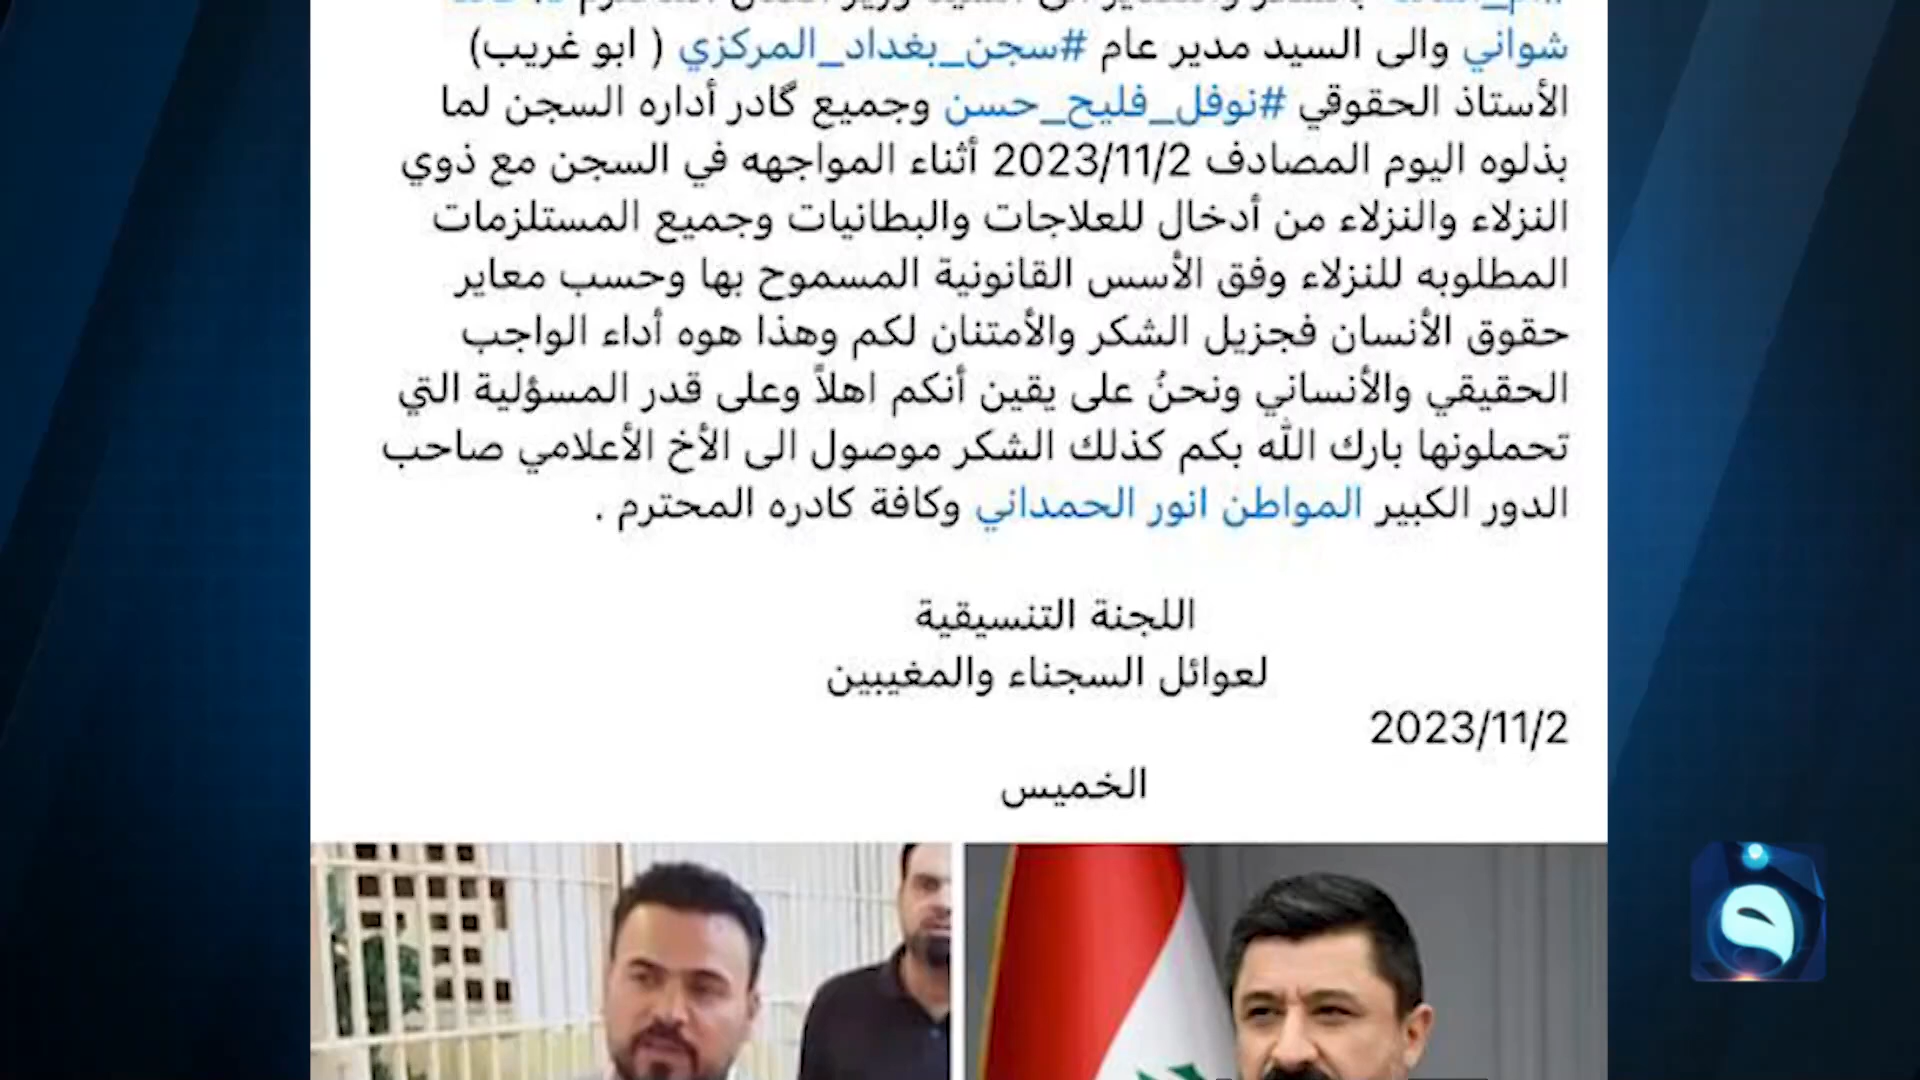 شواني والى السيد مدير عام #سجن_بغداد_المركزي ( ابو غريب)
الأستاذ الحقوقي #نوفل_فليح_حسن وجميع گادر أداره السجن لما
بذلوه اليوم المصادف 2023/11/2 أثناء المواجهه في السجن مع ذوي
النزلاء والنزلاء من أدخال للعلاجات والبطانيات وجميع المستلزمات
المطلوبه للنزلاء وفق الأسس القانونية المسموح بها وحسب معاير
حقوق الأنسان فجزيل الشكر والأمتنان لكم وهذا هوه أداء الواجب
الحقيقي والأنساني ونحنُ على يقين أنكم اهلاً وعلى قدر المسؤلية التي
تحملونها بارك الله بكم كذلك الشكر موصول الى الأخ الأعلامي صاحب
الدور الكبير المواطن انور الحمداني وكافة كادره المحترم .
اللجنة التنسيقية
لعوائل السجناء والمغيبين
2023/11/2
الخميس